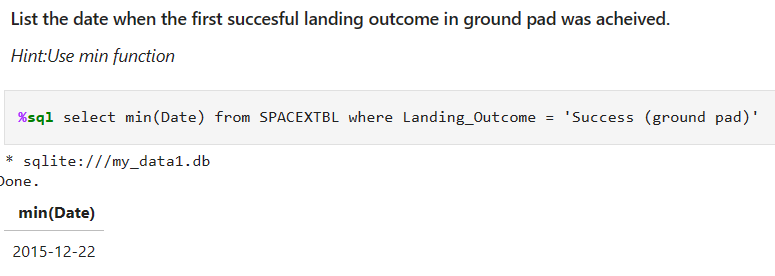 List the date when the first succesful landing outcome in ground pad was acheived.
Hint:Use min function
%sql select min(Date) from SPACEXTBL where Landing_Outcome = 'Success (ground pad)'
* sqlite:///my_data1.db
Done.
min(Date)
2015-12-22